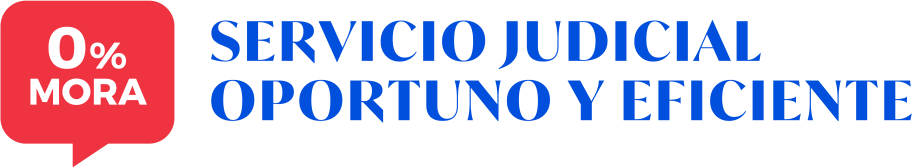 0%
MORA
SERVICIO JUDICIAL
OPORTUNO Y EFICIENTE